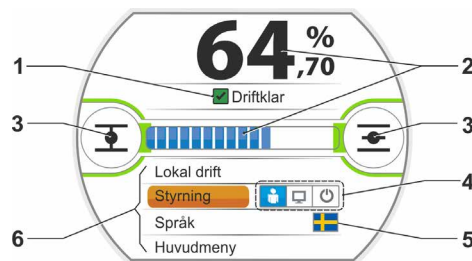 64,70 %
1
2
Driftklar
3
3
Lokal drift
Styrning
4
Språk
5
6
Huvudmeny